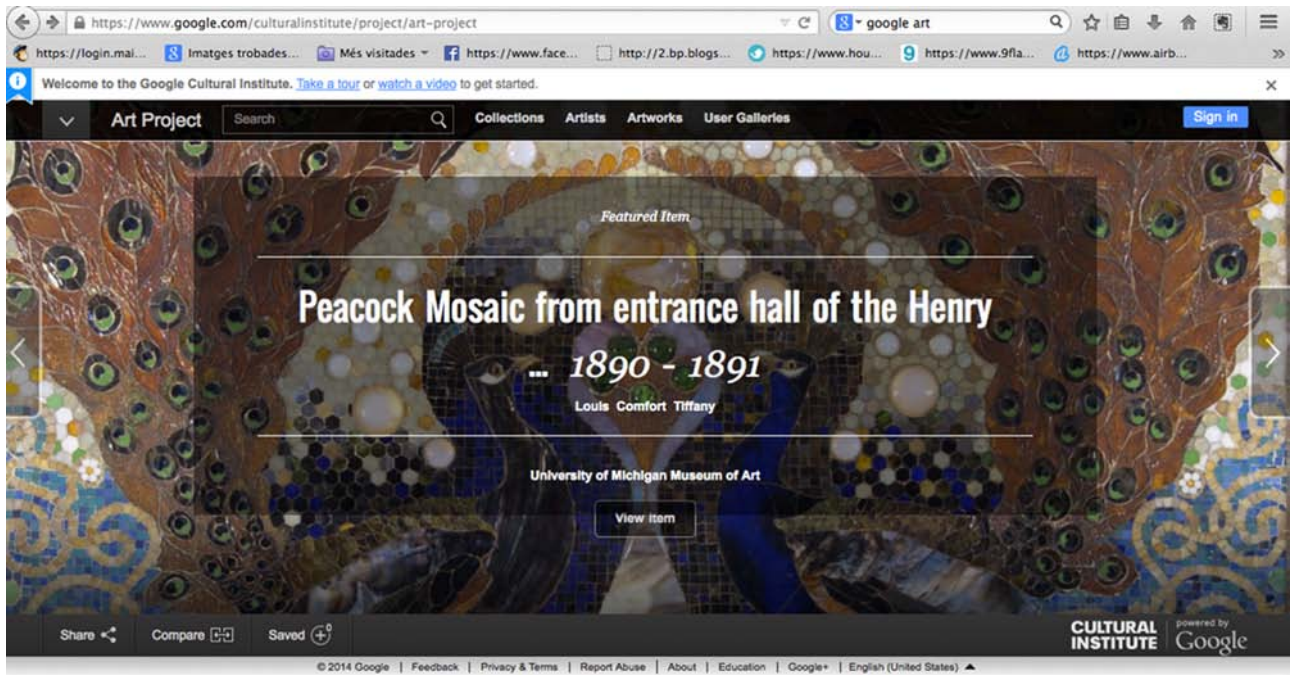 https://www.google.com/culturalinstitute/project/art-project
google art
https://login.mai...
Imatges trobades...
Més visitades
https://www.face...
http://2.bp.blogs...
https://www.hou...
https://www.9fla...
https://www.airb...
Welcome to the Google Cultural Institute. Take a tour or watch a video to get started.
Art Project
Search
Collections Artists Artworks User Galleries
Sign in
Featured Item
Peacock Mosaic from entrance hall of the Henry
... 1890 - 1891
Louis Comfort Tiffany
University of Michigan Museum of Art
View Item
Share
Compare
Saved
0
CULTURAL
INSTITUTE
powered by
Google
© 2014 Google | Feedback | Privacy & Terms | Report Abuse | About | Education | Google+ | English (United States)